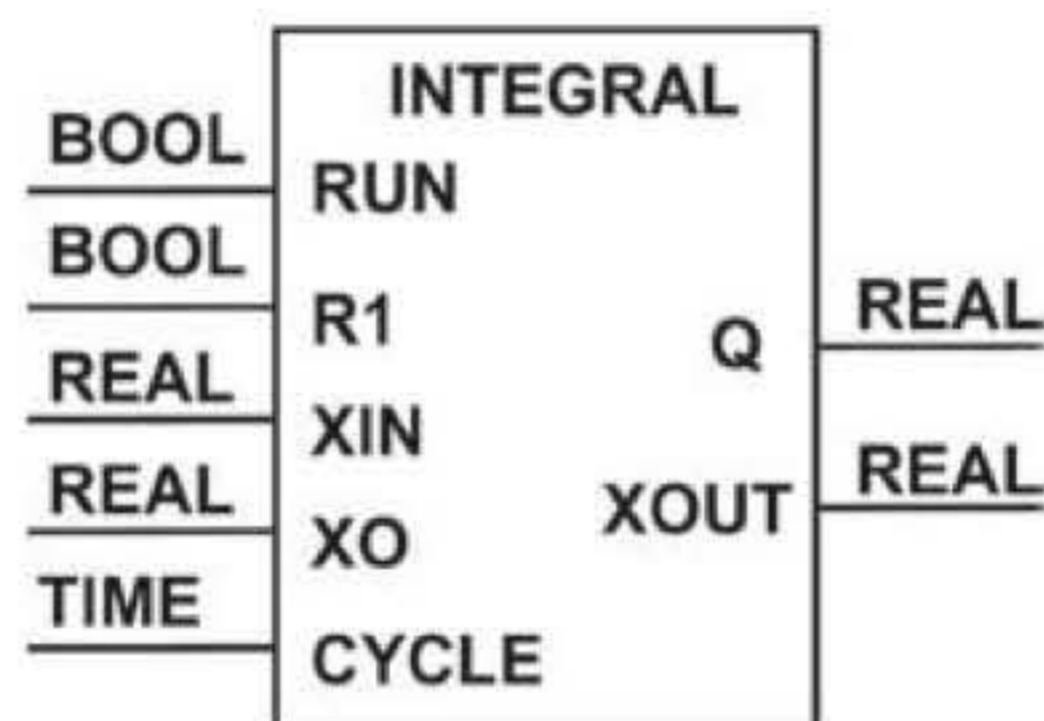 INTEGRAL
BOOL
RUN
BOOL
R1
REAL
XIN
REAL
XO
TIME
CYCLE
Q
REAL
XOUT
REAL